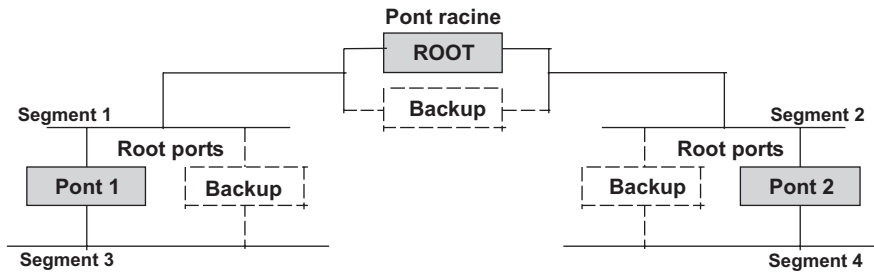 Pont racine
ROOT
Backup
Segment 1
Segment 2
Root ports
Root ports
Pont 1
Backup
Backup
Pont 2
Segment 3
Segment 4